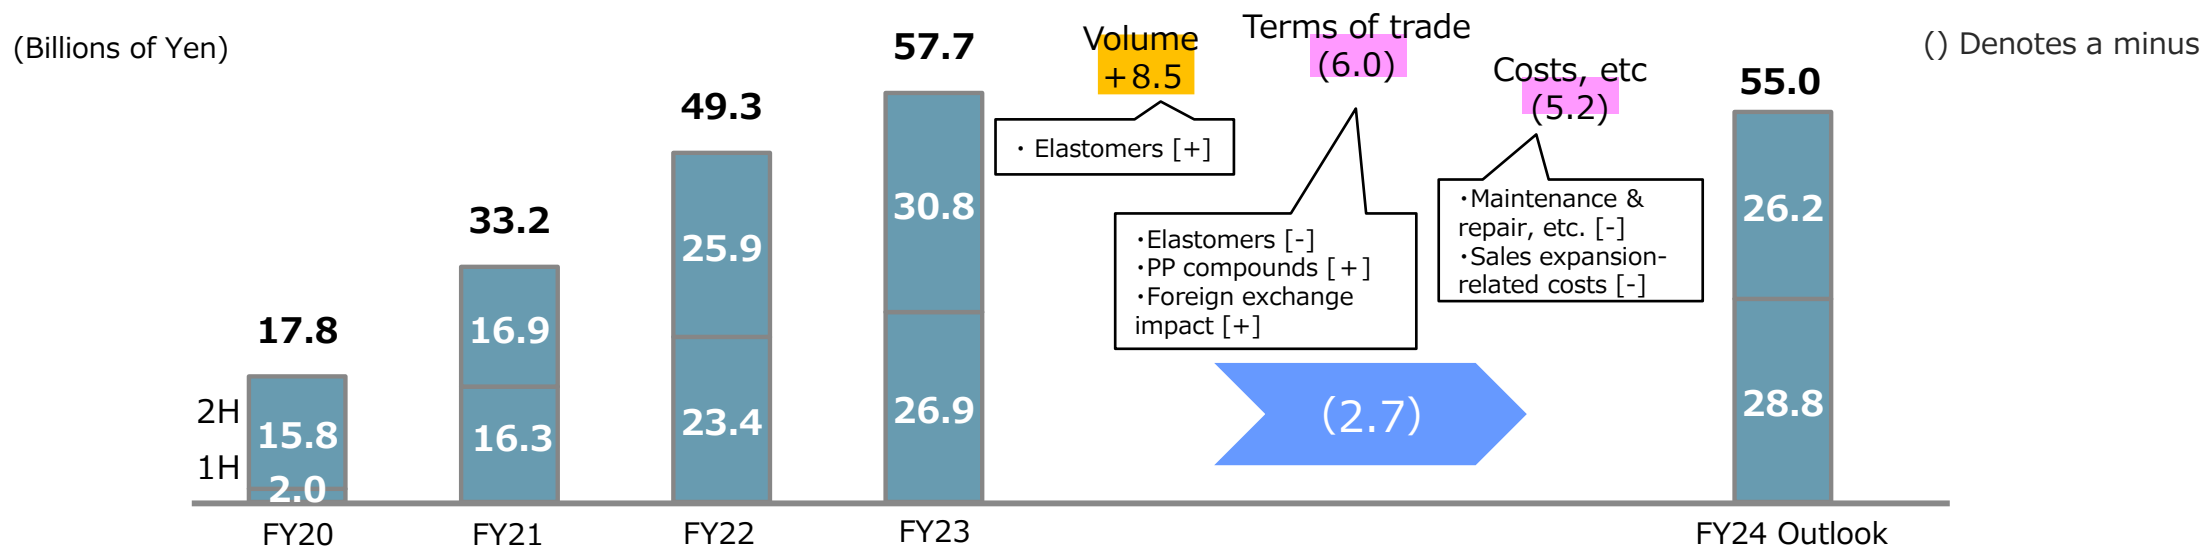 (Billions of Yen)
() Denotes a minus
17.8
33.2
49.3
57.7
55.0
Volume
+8.5
Terms of trade
(6.0)
Costs, etc
(5.2)
・Elastomers [+]
・Elastomers [-]
・PP compounds [+]
・Foreign exchange
impact [+]
・Maintenance &
repair, etc. [-]
・Sales expansion-
related costs [-]
2H
1H
15.8
2.0
16.9
16.3
25.9
23.4
30.8
26.9
(2.7)
26.2
28.8
FY20
FY21
FY22
FY23
FY24 Outlook